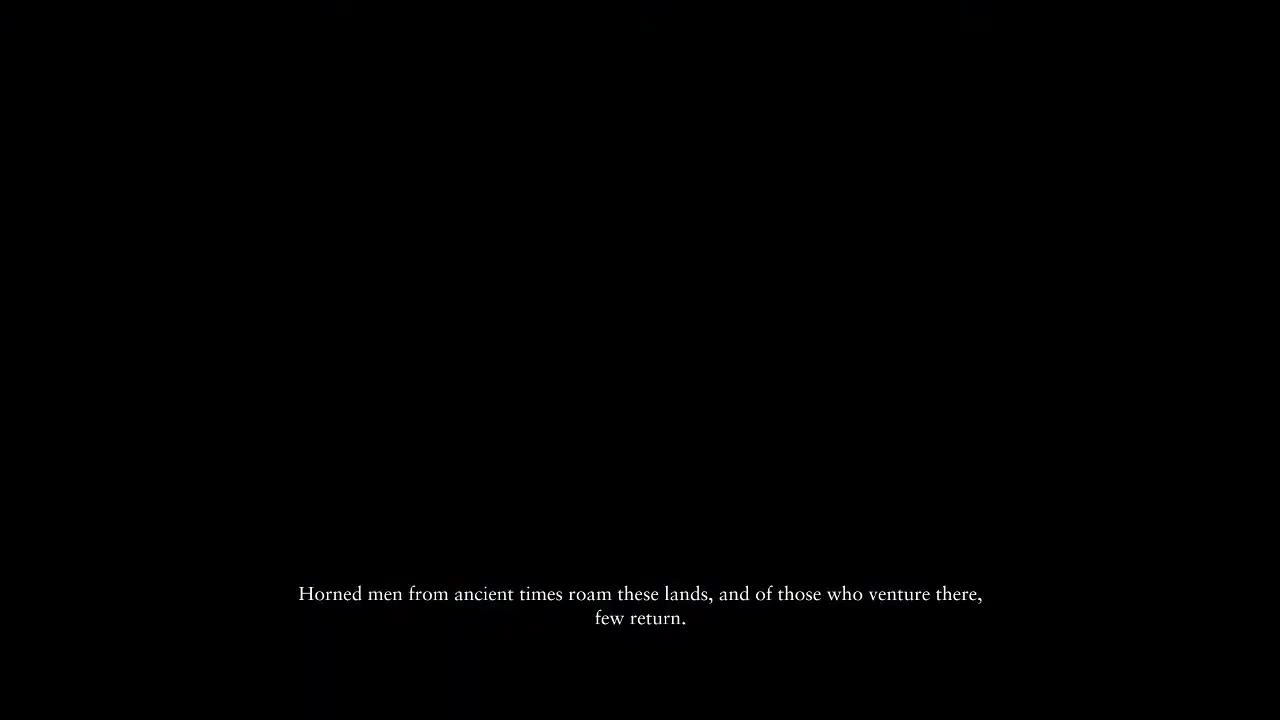 Horned men from ancient times roam these lands, and of those who venture there,
few return.